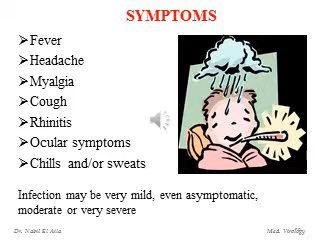 SYMPTOMS
➢Fever
➢Headache
➢Myalgia
➢Cough
➢Rhinitis
➢Ocular symptoms
➢Chills and/or sweats
Infection may be very mild, even asymptomatic,
moderate or very severe
Dr. Nabil El Aila
Med. Virology